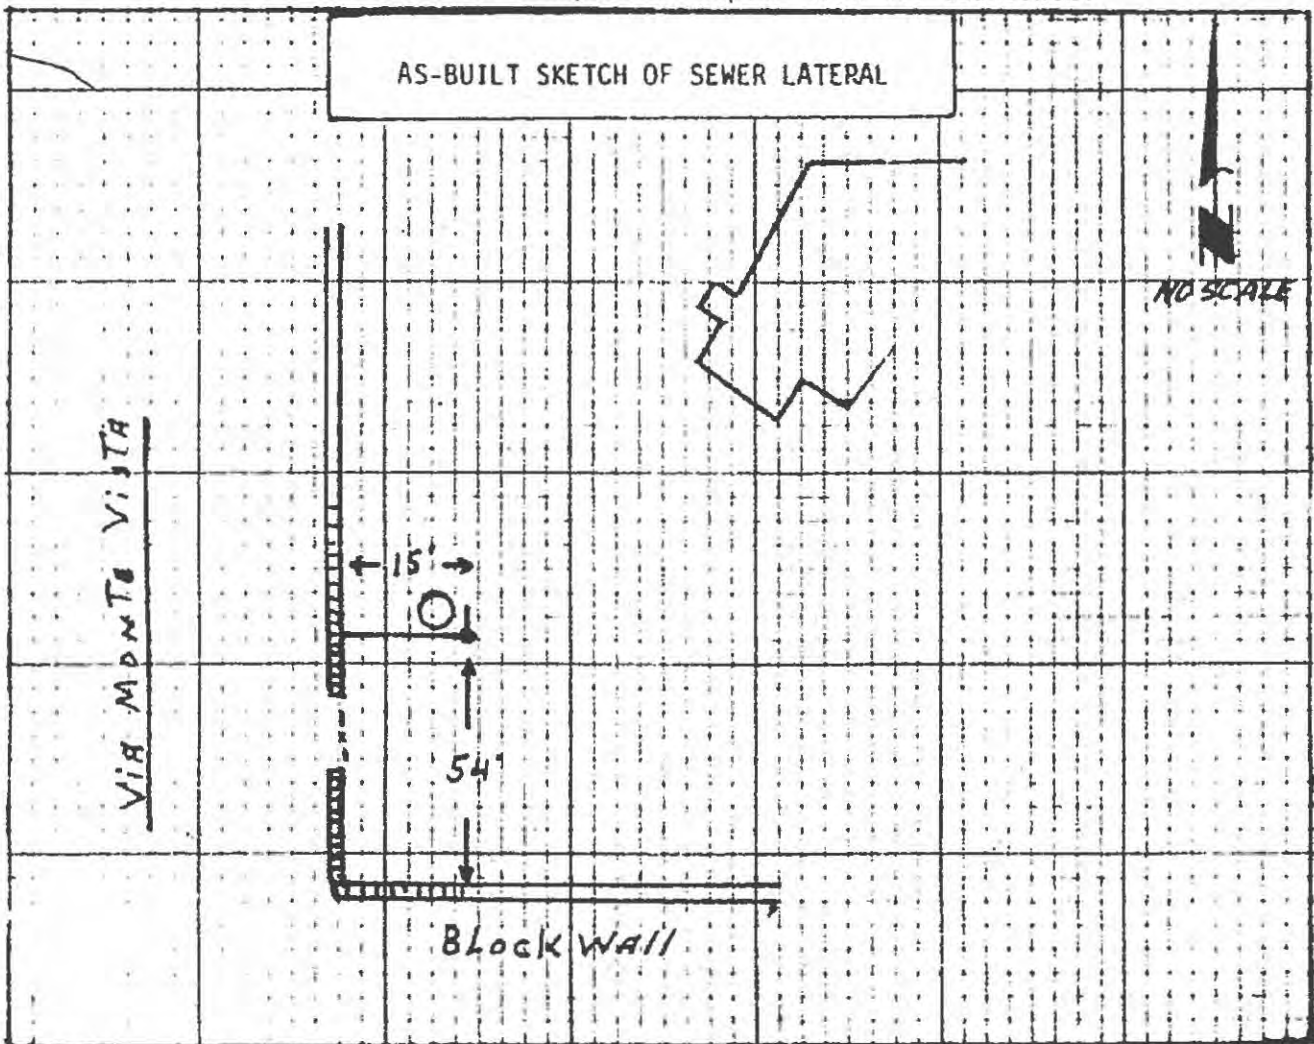 AS-BUILT SKETCH OF SEWER LATERAL
N
NO SCALE
VIA MONTE VISTA
15'
54'
BLOCK WALL